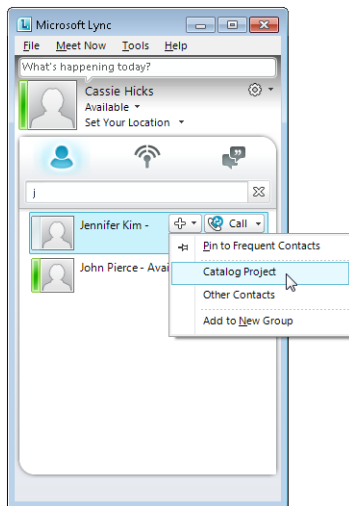 Microsoft Lync
File Meet Now Tools Help
What's happening today?
Cassie Hicks
Available
Set Your Location
j
Jennifer Kim - Call
Pin to Frequent Contacts
John Pierce - Avai
Catalog Project
Other Contacts
Add to New Group